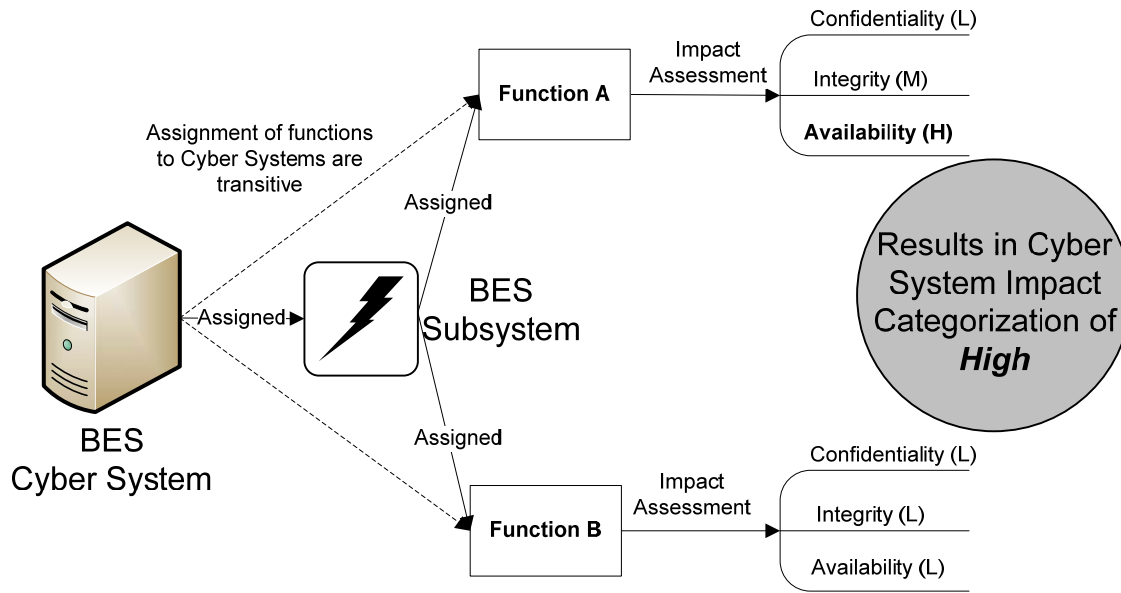 Confidentiality (L)
Impact
Assessment
Integrity (M)
Function A
Availability (H)
Assignment of functions
to Cyber Systems are
transitive
Assigned
Results in Cyber
System Impact
Categorization of
High
Assigned
BES
Subsystem
BES
Cyber System
Assigned
Confidentiality (L)
Impact
Assessment
Integrity (L)
Function B
Availability (L)